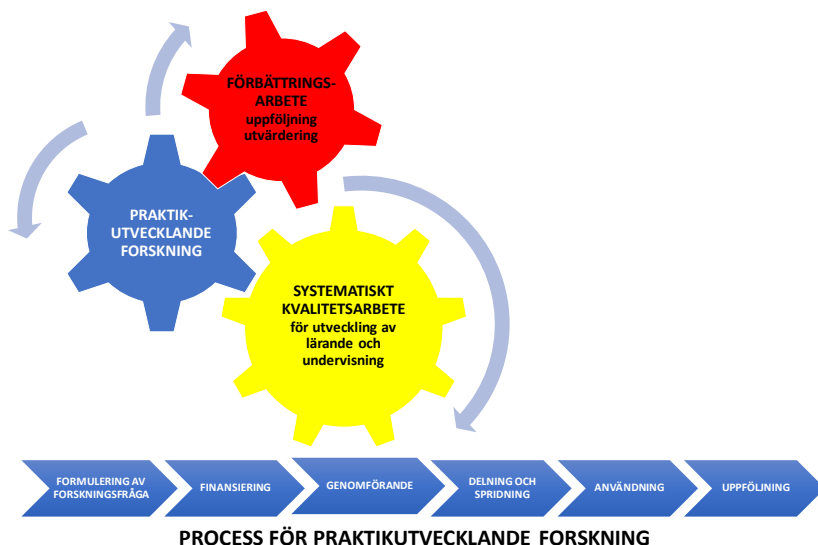 FÖRBÄTTRINGS-
ARBETE
uppföljning
utvärdering
PRAKTIK-
UTVECKLANDE
FORSKNING
SYSTEMATISKT
KVALITETSARBETE
för utveckling av
lärande och
undervisning
FORMULERING AV
FORSKNINGSFRÅGA
FINANSIERING
GENOMFÖRANDE
DELNING OCH
SPRIDNING
ANVÄNDNING
UPPFÖLJNING
PROCESS FÖR PRAKTIKUTVECKLANDE FORSKNING